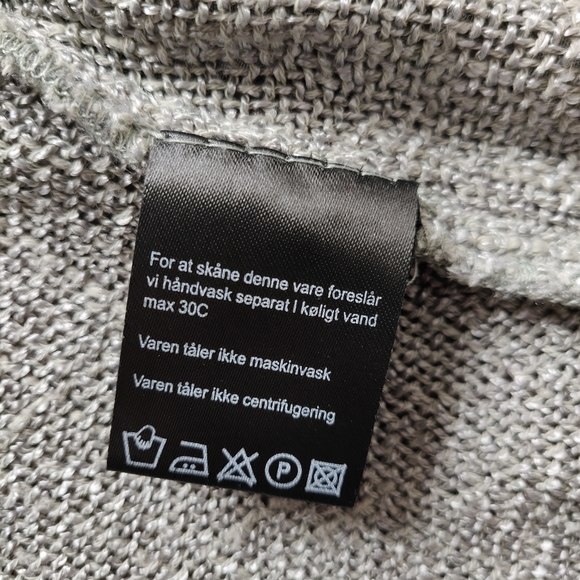 For at skåne denne vare foreslår
vi håndvask separat I køligt vand
max 30C
Varen tåler ikke maskinvask
Varen tåler ikke centrifugering
P